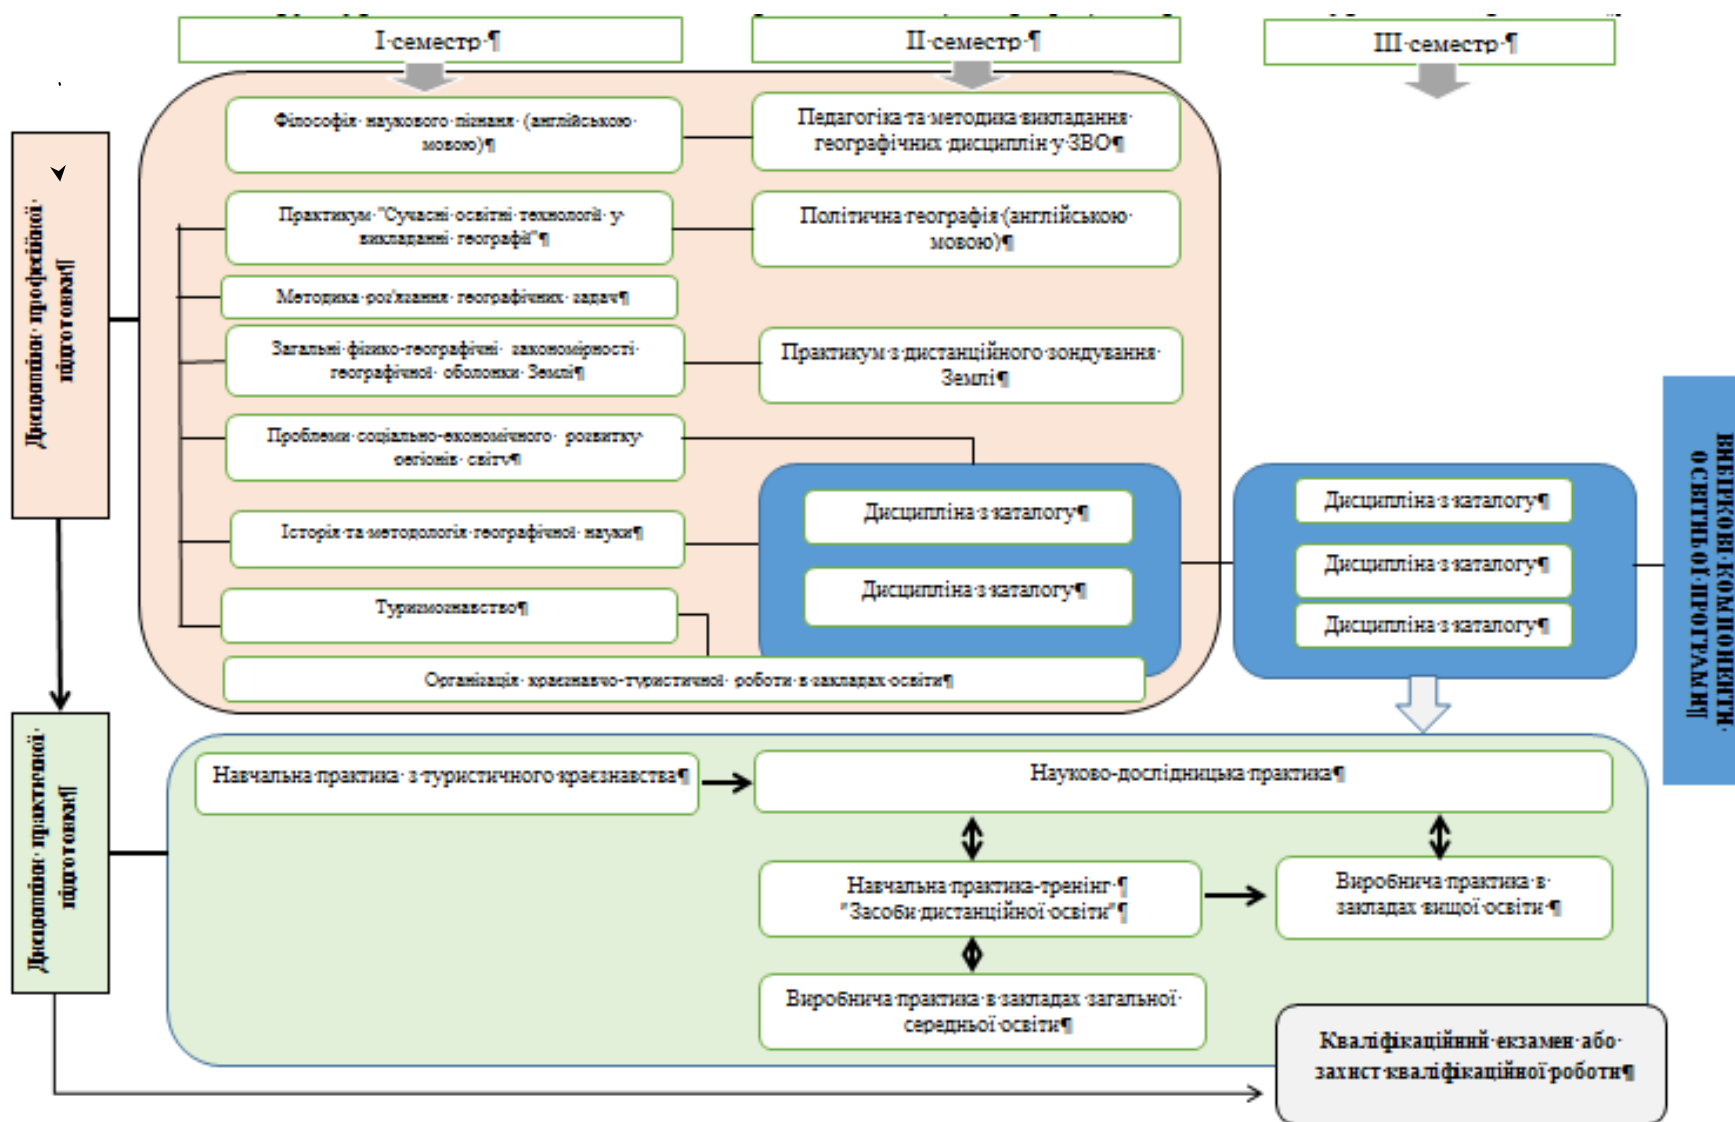 І·семестр·¶
ІІ·семестр·¶
ІІІ·семестр·¶
Дисципліни· професійної·
підготовки¶
Філософія· наукового·пізнаня· (англійською·
мовою)¶
Педагогіка·та·методика·викладання·
географічних·дисциплін·у·ЗВО¶
Практикум· "Сучасні· освітні· технології· у·
викладанні· географії"¶
Політична·географія·(англійською·
мовою)¶
Методика·роз'язання· географічних· задач¶
Загальні·фізико-географічні· закономірності·
географічної· оболонки· Землі¶
Практикум·з·дистанційного·зондування·
Землі¶
Проблеми·соціально-економічного· розвитку·
регіонів· світу¶
Історія·та·методологія·географічної· науки¶
Туризмознавство¶
Дисципліна·з·каталогу¶
Дисципліна·з·каталогу¶
Дисципліна·з·каталогу¶
Дисципліна·з·каталогу¶
Дисципліна·з·каталогу¶
ВИБІРКОВІ·КОМПОНЕНТИ·
ОСВІТНЬОЇ·ПРОГРАМИ¶
Організація· краєзнавчо-туристичної· роботи·в·закладах·освіти¶
Дисципліни· практичної·
підготовки¶
Навчальна·практика· з·туристичного·краєзнавства¶
Науково-дослідницька·практика¶
Навчальна·практика-тренінг·¶
"Засоби·дистанційної·освіти"¶
Виробнича·практика·в·
закладах·вищої·освіти·¶
Виробнича·практика·в·закладах·загальної·
середньої·освіти¶
Кваліфікаційний·екзамен·або·
захист·кваліфікаційної·роботи¶